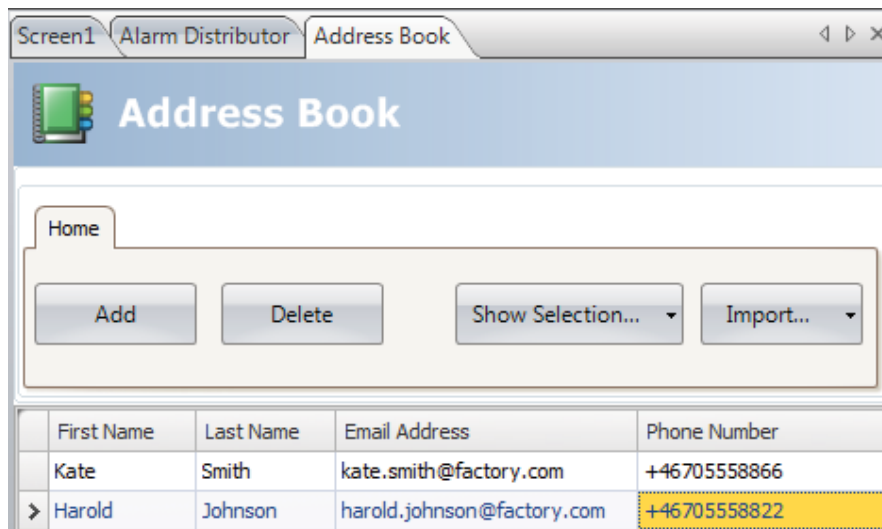 Screen1 Alarm Distributor Address Book
Address Book
Home
Add Delete Show Selection... Import...
First Name Last Name Email Address Phone Number
Kate Smith kate.smith@factory.com +46705558866
Harold Johnson harold.johnson@factory.com +46705558822